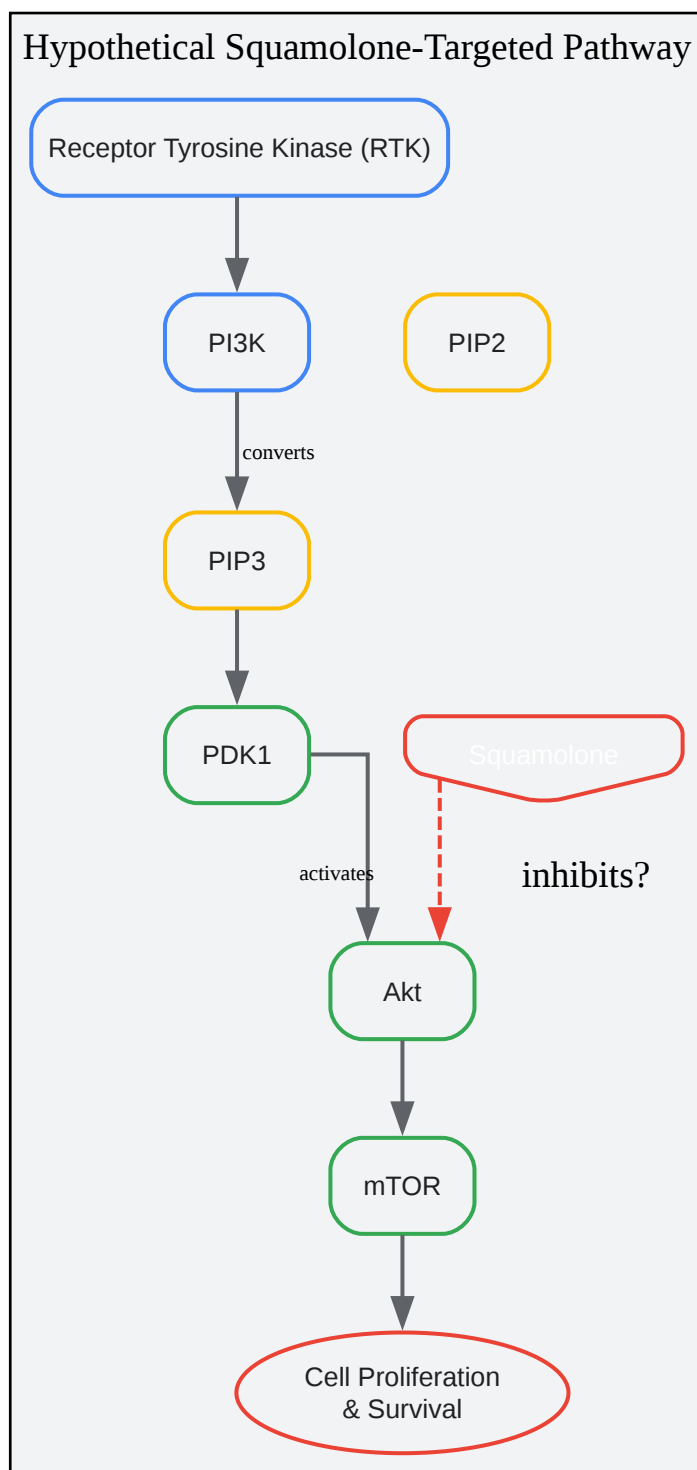 Hypothetical Squamolone-Targeted Pathway
Receptor Tyrosine Kinase (RTK)
PI3K
PIP2
converts
PIP3
PDK1
Squamolone
activates
inhibits?
Akt
mTOR
Cell Proliferation
& Survival